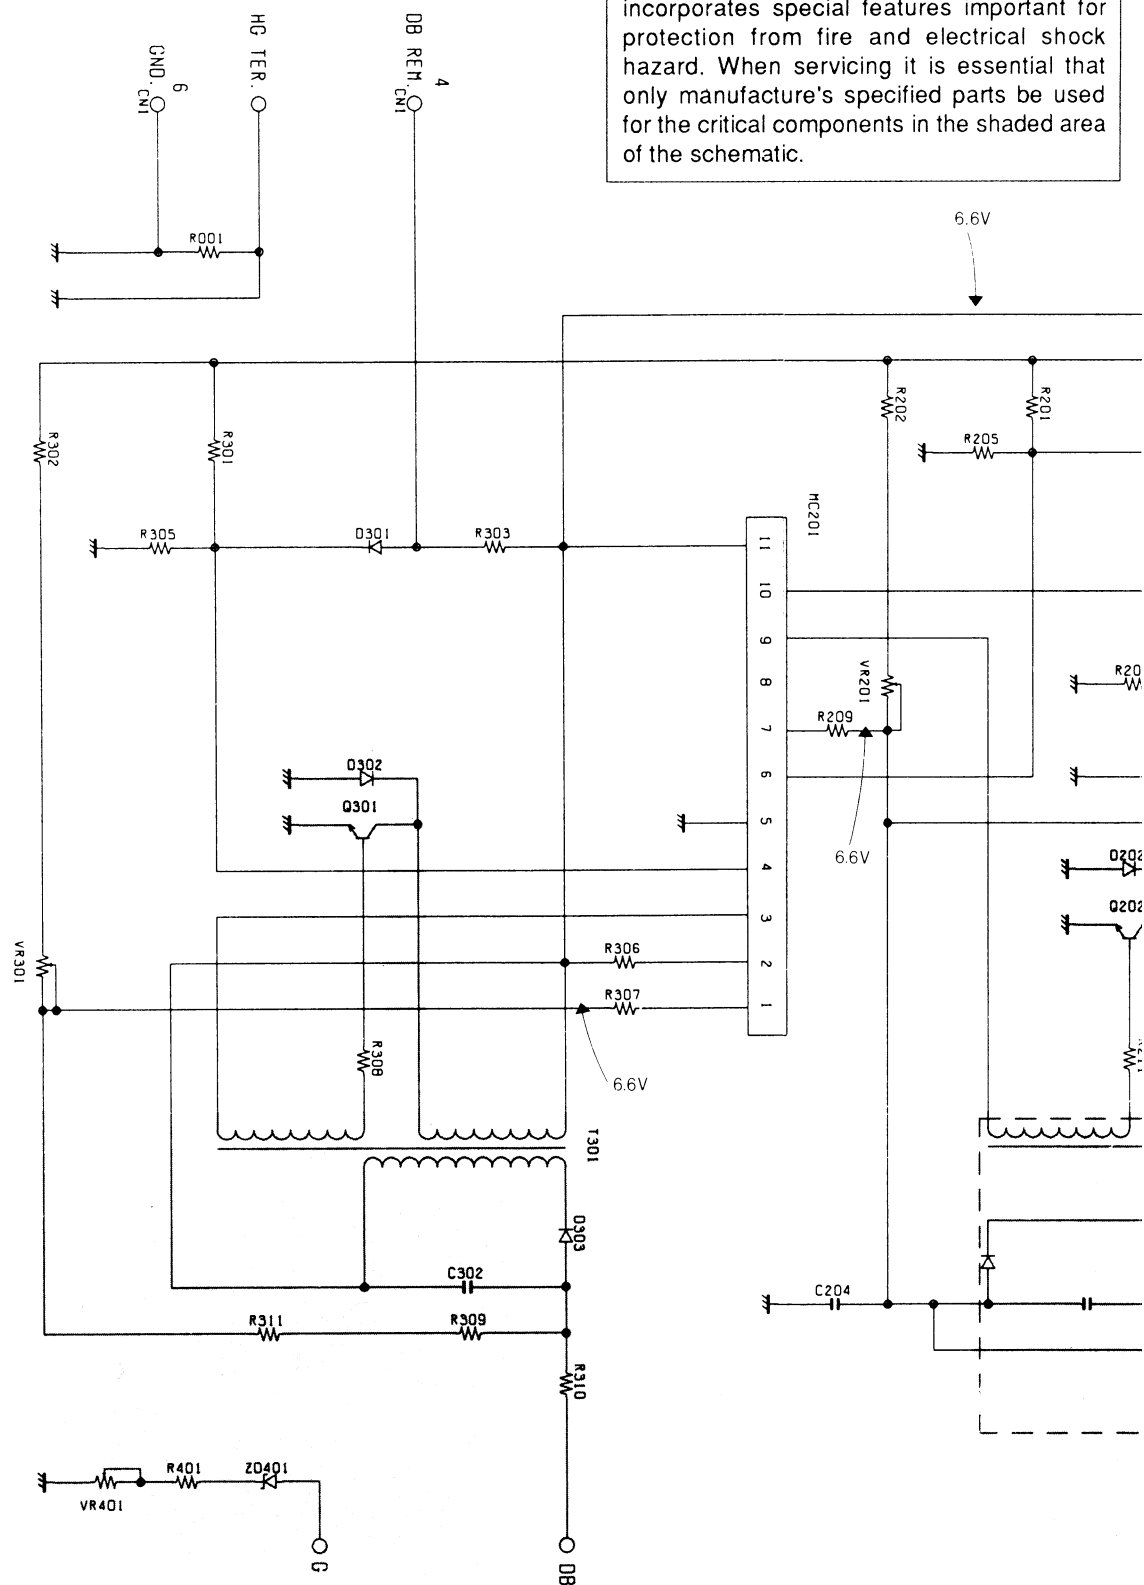 incorporates special features important for
protection from fire and electrical shock
hazard. When servicing it is essential that
only manufacture's specified parts be used
for the critical components in the shaded area
of the schematic.
HG TER.
DB REM.
4
CN1
GND.
6
CN1
6.6V
R001
R302
R301
R202
R201
R205
MC201
R305
D301
R303
11
10
9
8
7
6
5
4
3
2
1
VR201
R209
D302
Q301
6.6V
D202
Q202
VR301
R306
R307
R308
6.6V
T301
D303
C302
C204
R311
R309
R310
R401
ZD401
VR401
G
DB